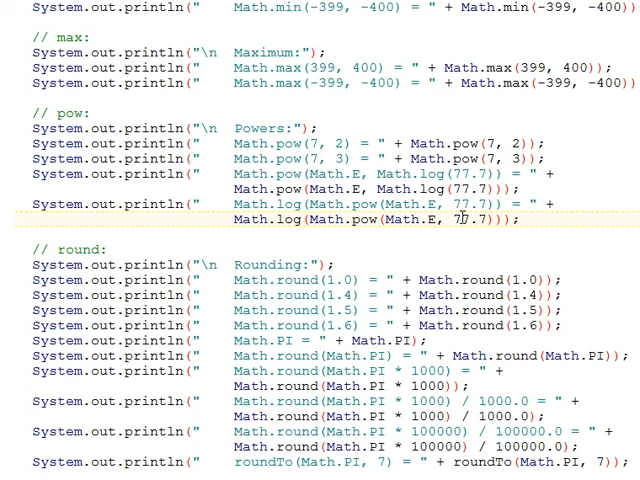 System.out.println("    Math.min(-399, -400) = " + Math.min(-399, -400))
// max:
System.out.println("\n  Maximum:");
System.out.println("    Math.max(399, 400) = " + Math.max(399, 400));
System.out.println("    Math.max(-399, -400) = " + Math.max(-399, -400))
// pow:
System.out.println("\n  Powers:");
System.out.println("    Math.pow(7, 2) = " + Math.pow(7, 2));
System.out.println("    Math.pow(7, 3) = " + Math.pow(7, 3));
System.out.println("    Math.pow(Math.E, Math.log(77.7)) = " +
Math.pow(Math.E, Math.log(77.7)));
System.out.println("    Math.log(Math.pow(Math.E, 77.7)) = " +
Math.log(Math.pow(Math.E, 77.7)));
// round:
System.out.println("\n  Rounding:");
System.out.println("    Math.round(1.0) = " + Math.round(1.0));
System.out.println("    Math.round(1.4) = " + Math.round(1.4));
System.out.println("    Math.round(1.5) = " + Math.round(1.5));
System.out.println("    Math.round(1.6) = " + Math.round(1.6));
System.out.println("    Math.PI = " + Math.PI);
System.out.println("    Math.round(Math.PI) = " + Math.round(Math.PI));
System.out.println("    Math.round(Math.PI * 1000) = " +
Math.round(Math.PI * 1000));
System.out.println("    Math.round(Math.PI * 1000) / 1000.0 = " +
Math.round(Math.PI * 1000) / 1000.0);
System.out.println("    Math.round(Math.PI * 100000) / 100000.0 = " +
Math.round(Math.PI * 100000) / 100000.0);
System.out.println("    roundTo(Math.PI, 7) = " + roundTo(Math.PI, 7));